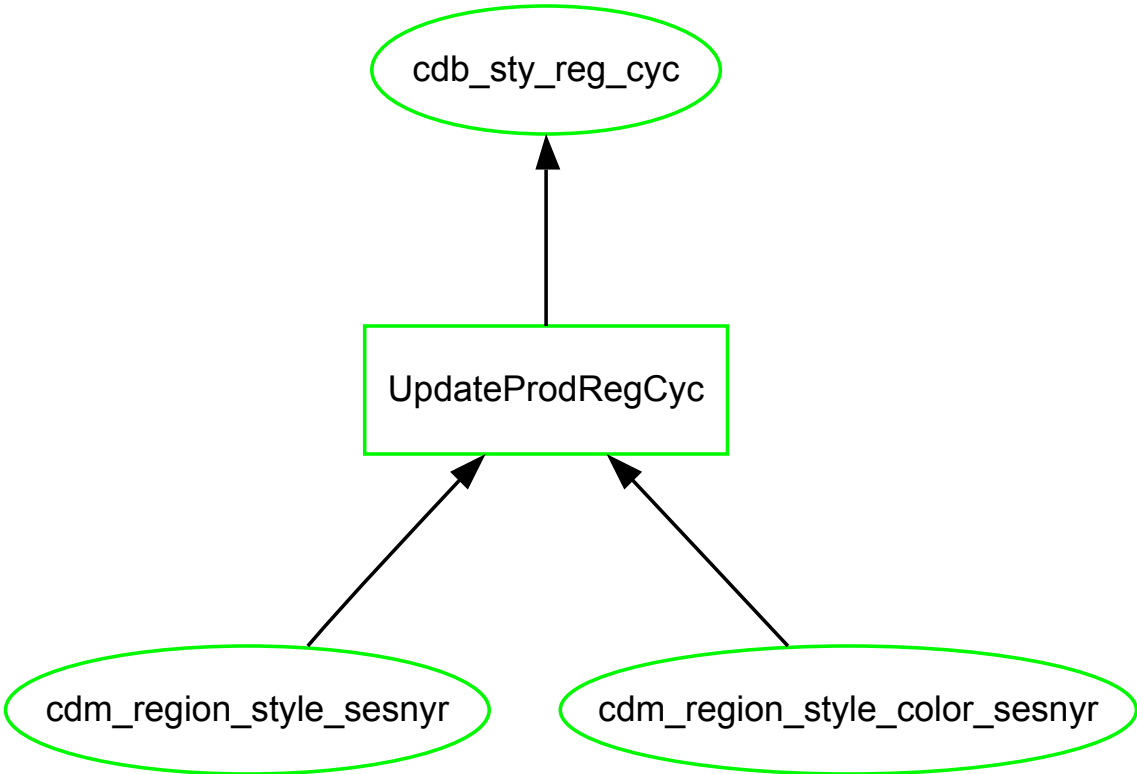 cdb_sty_reg_cyc
UpdateProdRegCyc
cdm_region_style_sesnyr
cdm_region_style_color_sesnyr